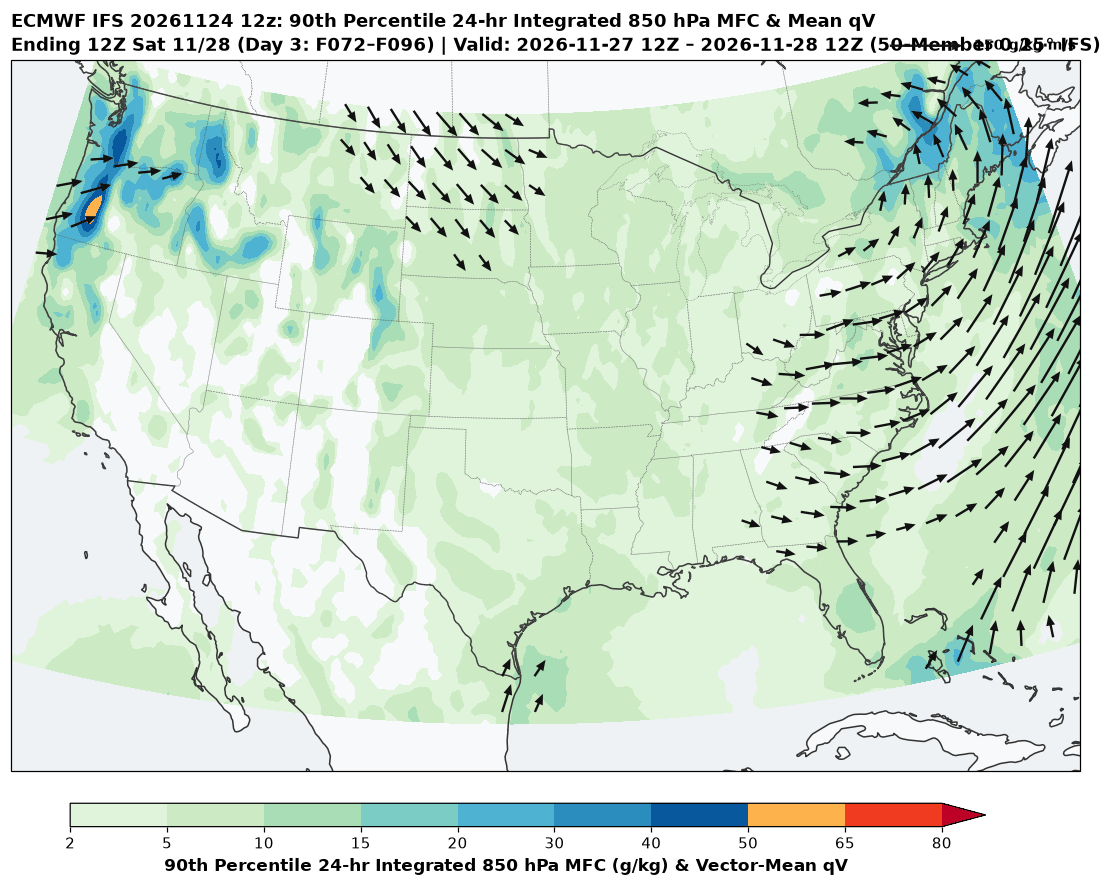 ECMWF IFS 20261124 12z: 90th Percentile 24-hr Integrated 850 hPa MFC & Mean qV
Ending 12Z Sat 11/28 (Day 3: F072–F096) | Valid: 2026-11-27 12Z – 2026-11-28 12Z (50-Member 0.25° IFS)
2 5 10 15 20 30 40 50 65 80
90th Percentile 24-hr Integrated 850 hPa MFC (g/kg) & Vector-Mean qV